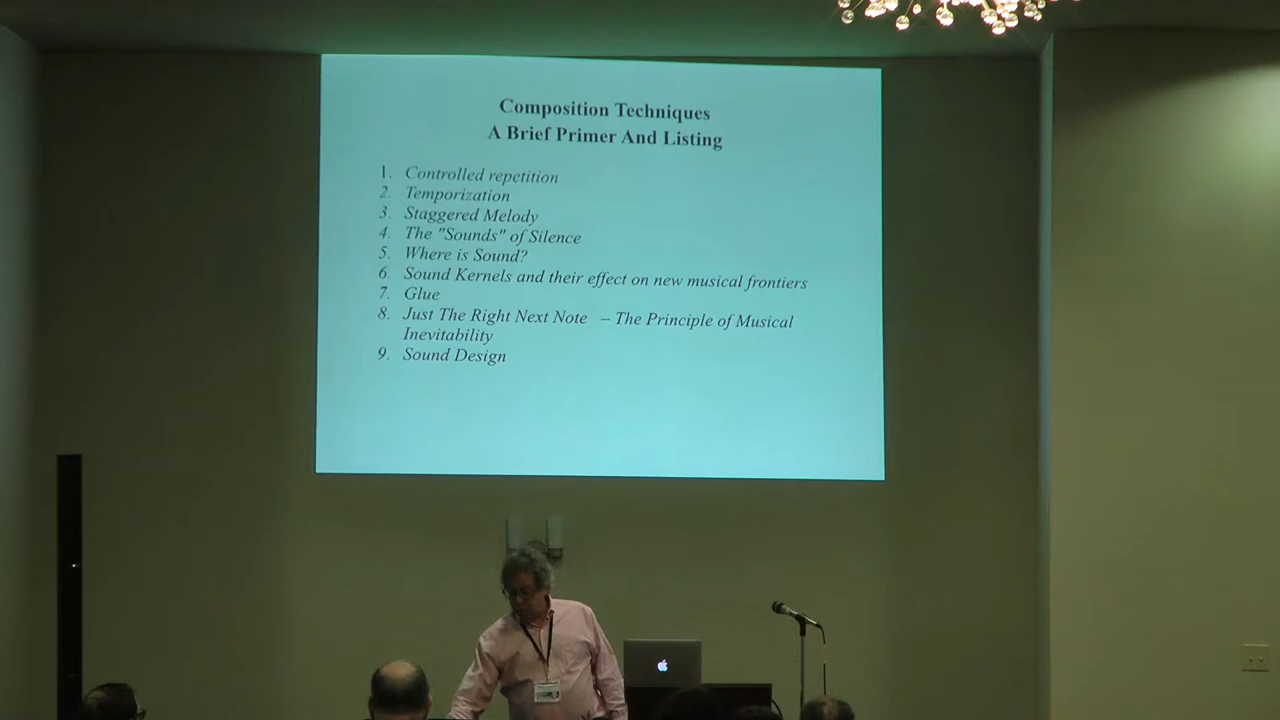 Composition Techniques
A Brief Primer And Listing
1. Controlled repetition
2. Temporization
3. Staggered Melody
4. The "Sounds" of Silence
5. Where is Sound?
6. Sound Kernels and their effect on new musical frontiers
7. Glue
8. Just The Right Next Note – The Principle of Musical
Inevitability
9. Sound Design